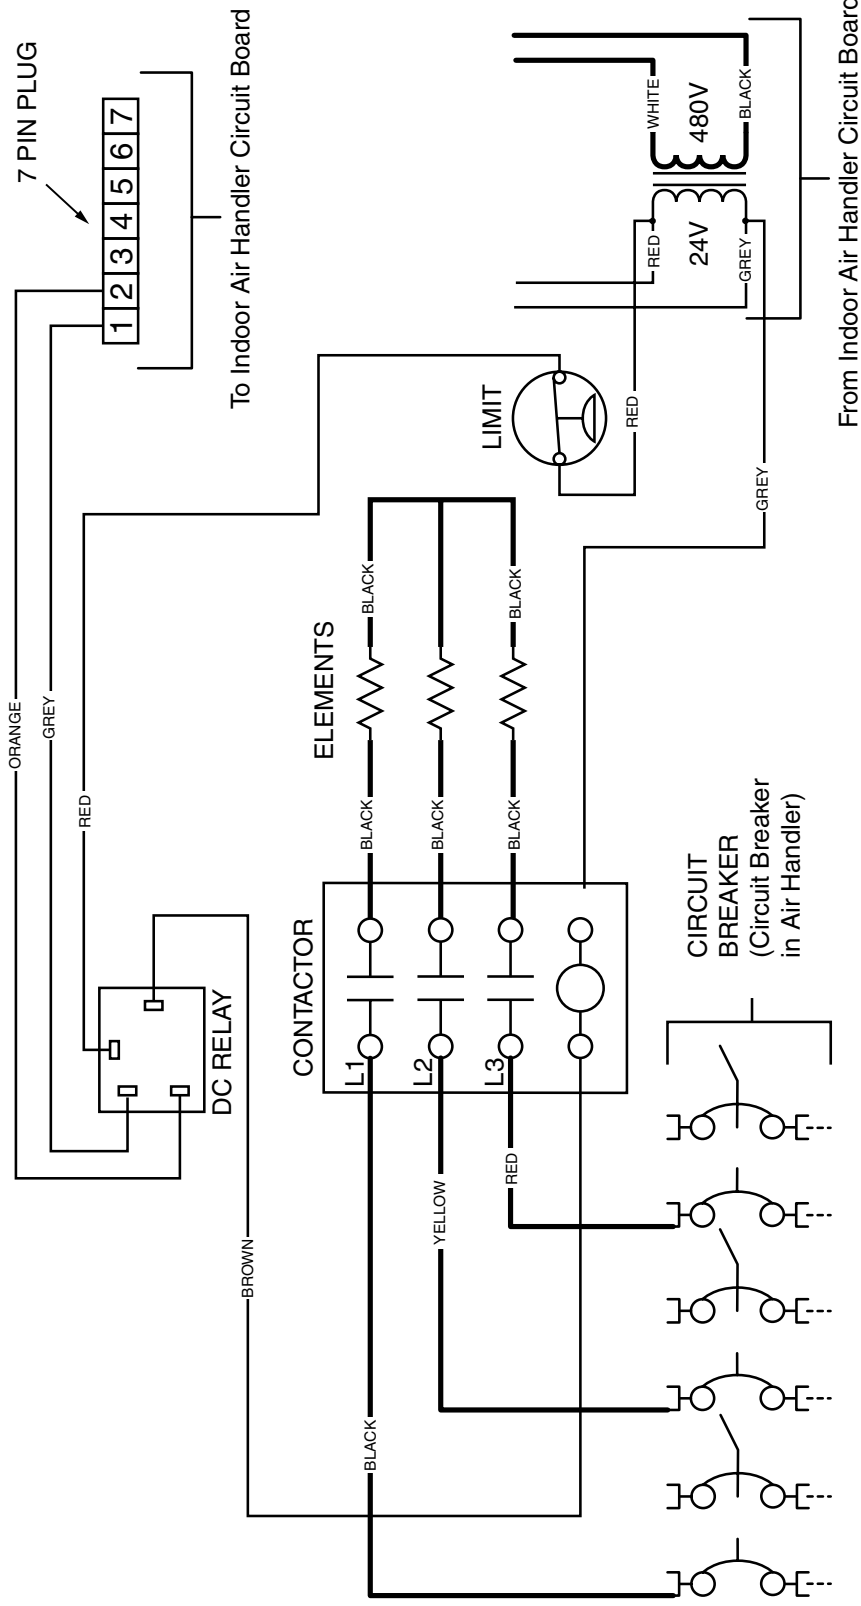 7 PIN PLUG
1 2 3 4 5 6 7
To Indoor Air Handler Circuit Board
ORANGE
GREY
RED
DC RELAY
BROWN
CONTACTOR
L1
L2
L3
BLACK
YELLOW
RED
ELEMENTS
BLACK
BLACK
BLACK
BLACK
BLACK
LIMIT
RED
GREY
WHITE
BLACK
480V
24V
RED
GREY
From Indoor Air Handler Circuit Board
CIRCUIT
BREAKER
(Circuit Breaker
in Air Handler)